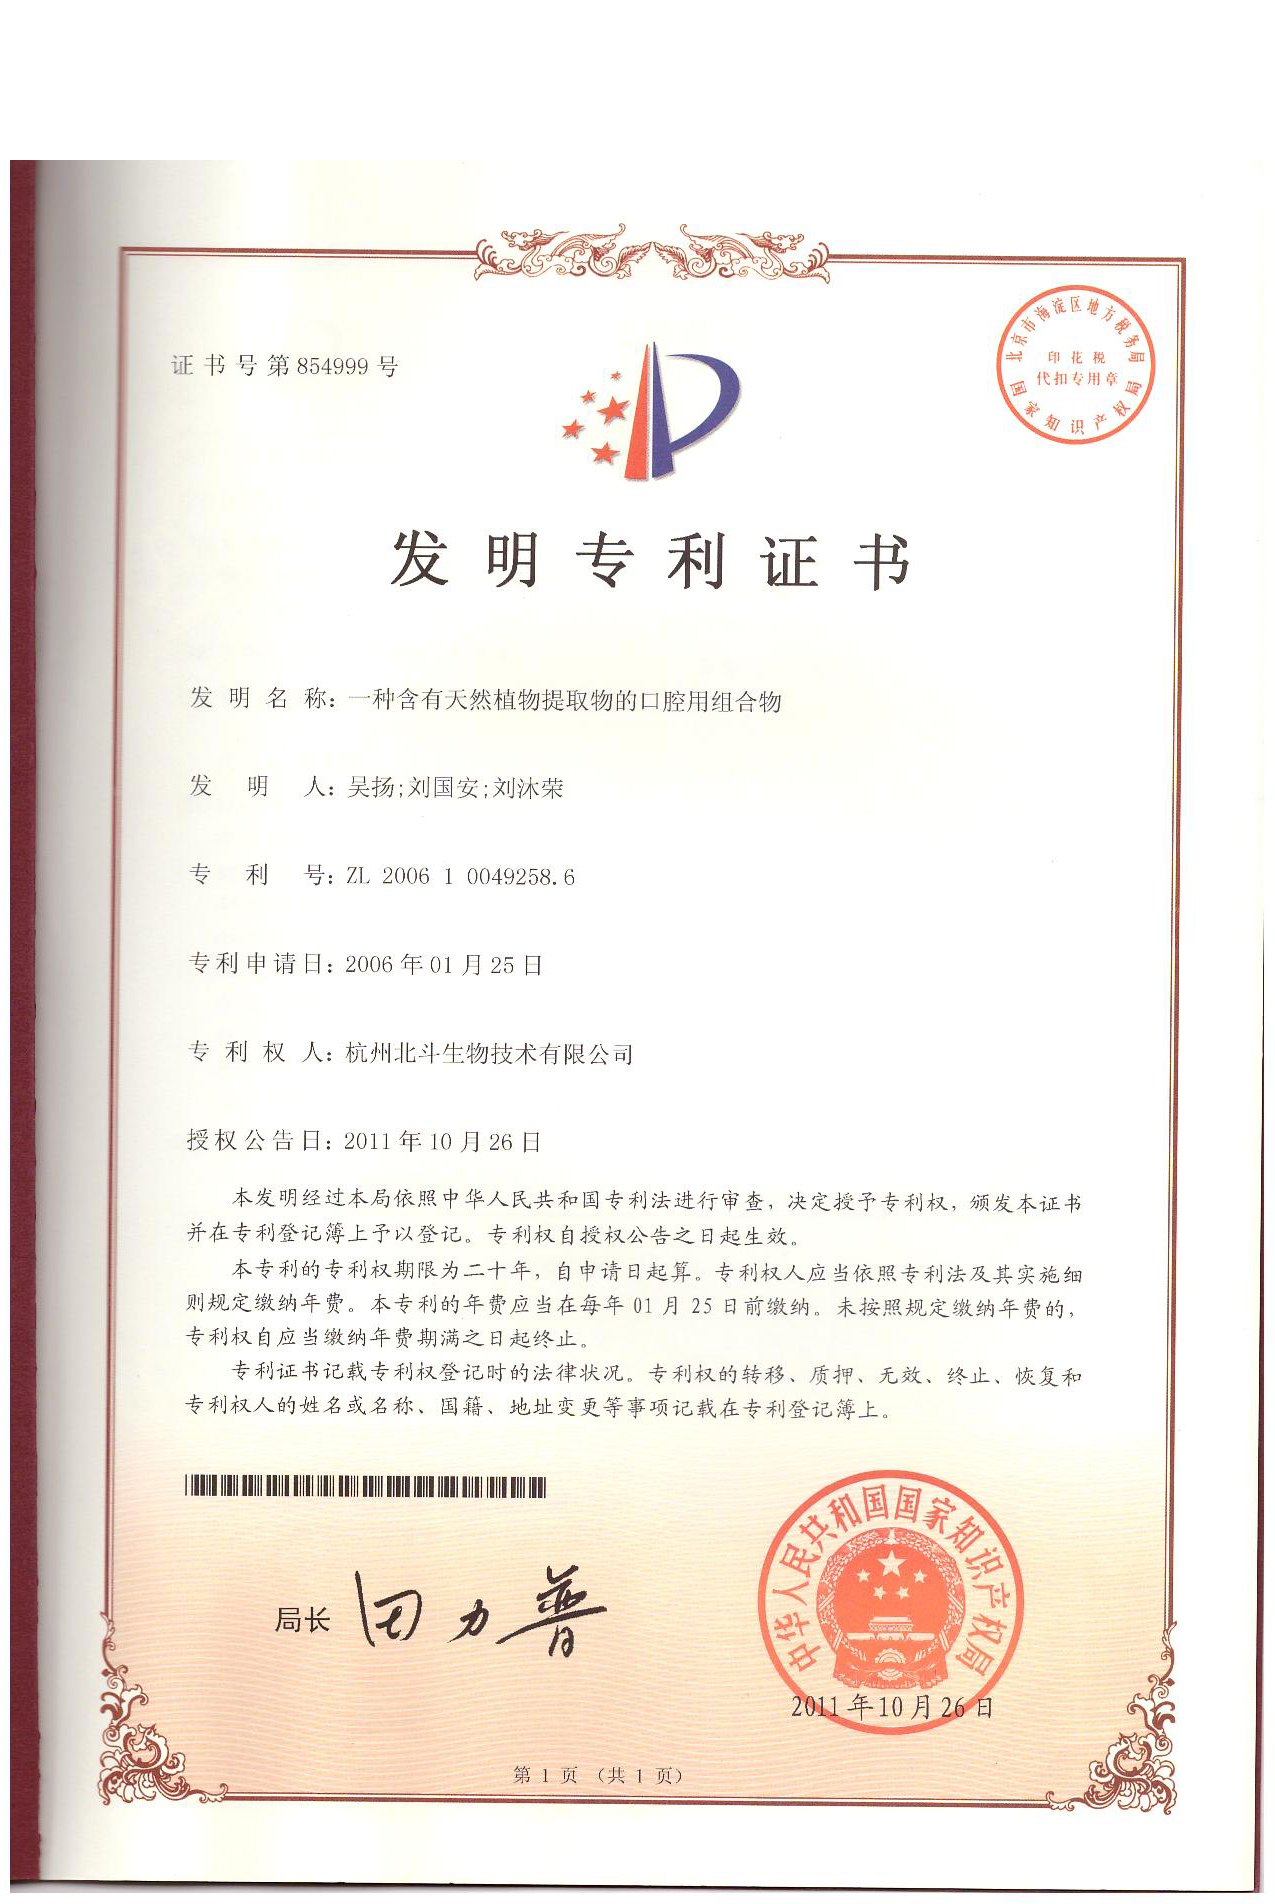 证书号第854999号
北京市海淀区地方税务局
印花税
代扣专用章
国家知识产权局
发明专利证书
发明名称：一种含有天然植物提取物的口腔用组合物
发明人：吴扬;刘国安;刘沐荣
专利号：ZL 2006 1 0049258.6
专利申请日：2006年01月25日
专利权人：杭州北斗生物技术有限公司
授权公告日：2011年10月26日
本发明经过本局依照中华人民共和国专利法进行审查，决定授予专利权，颁发本证书
并在专利登记簿上予以登记。专利权自授权公告之日起生效。
本专利的专利权期限为二十年，自申请日起算。专利权人应当依照专利法及其实施细
则规定缴纳年费。本专利的年费应当在每年01月25日前缴纳。未按照规定缴纳年费的，
专利权自应当缴纳年费期满之日起终止。
专利证书记载专利权登记时的法律状况。专利权的转移、质押、无效、终止、恢复和
专利权人的姓名或名称、国籍、地址变更等事项记载在专利登记簿上。
局长 田力普
中华人民共和国国家知识产权局
2011年10月26日
第1页（共1页）